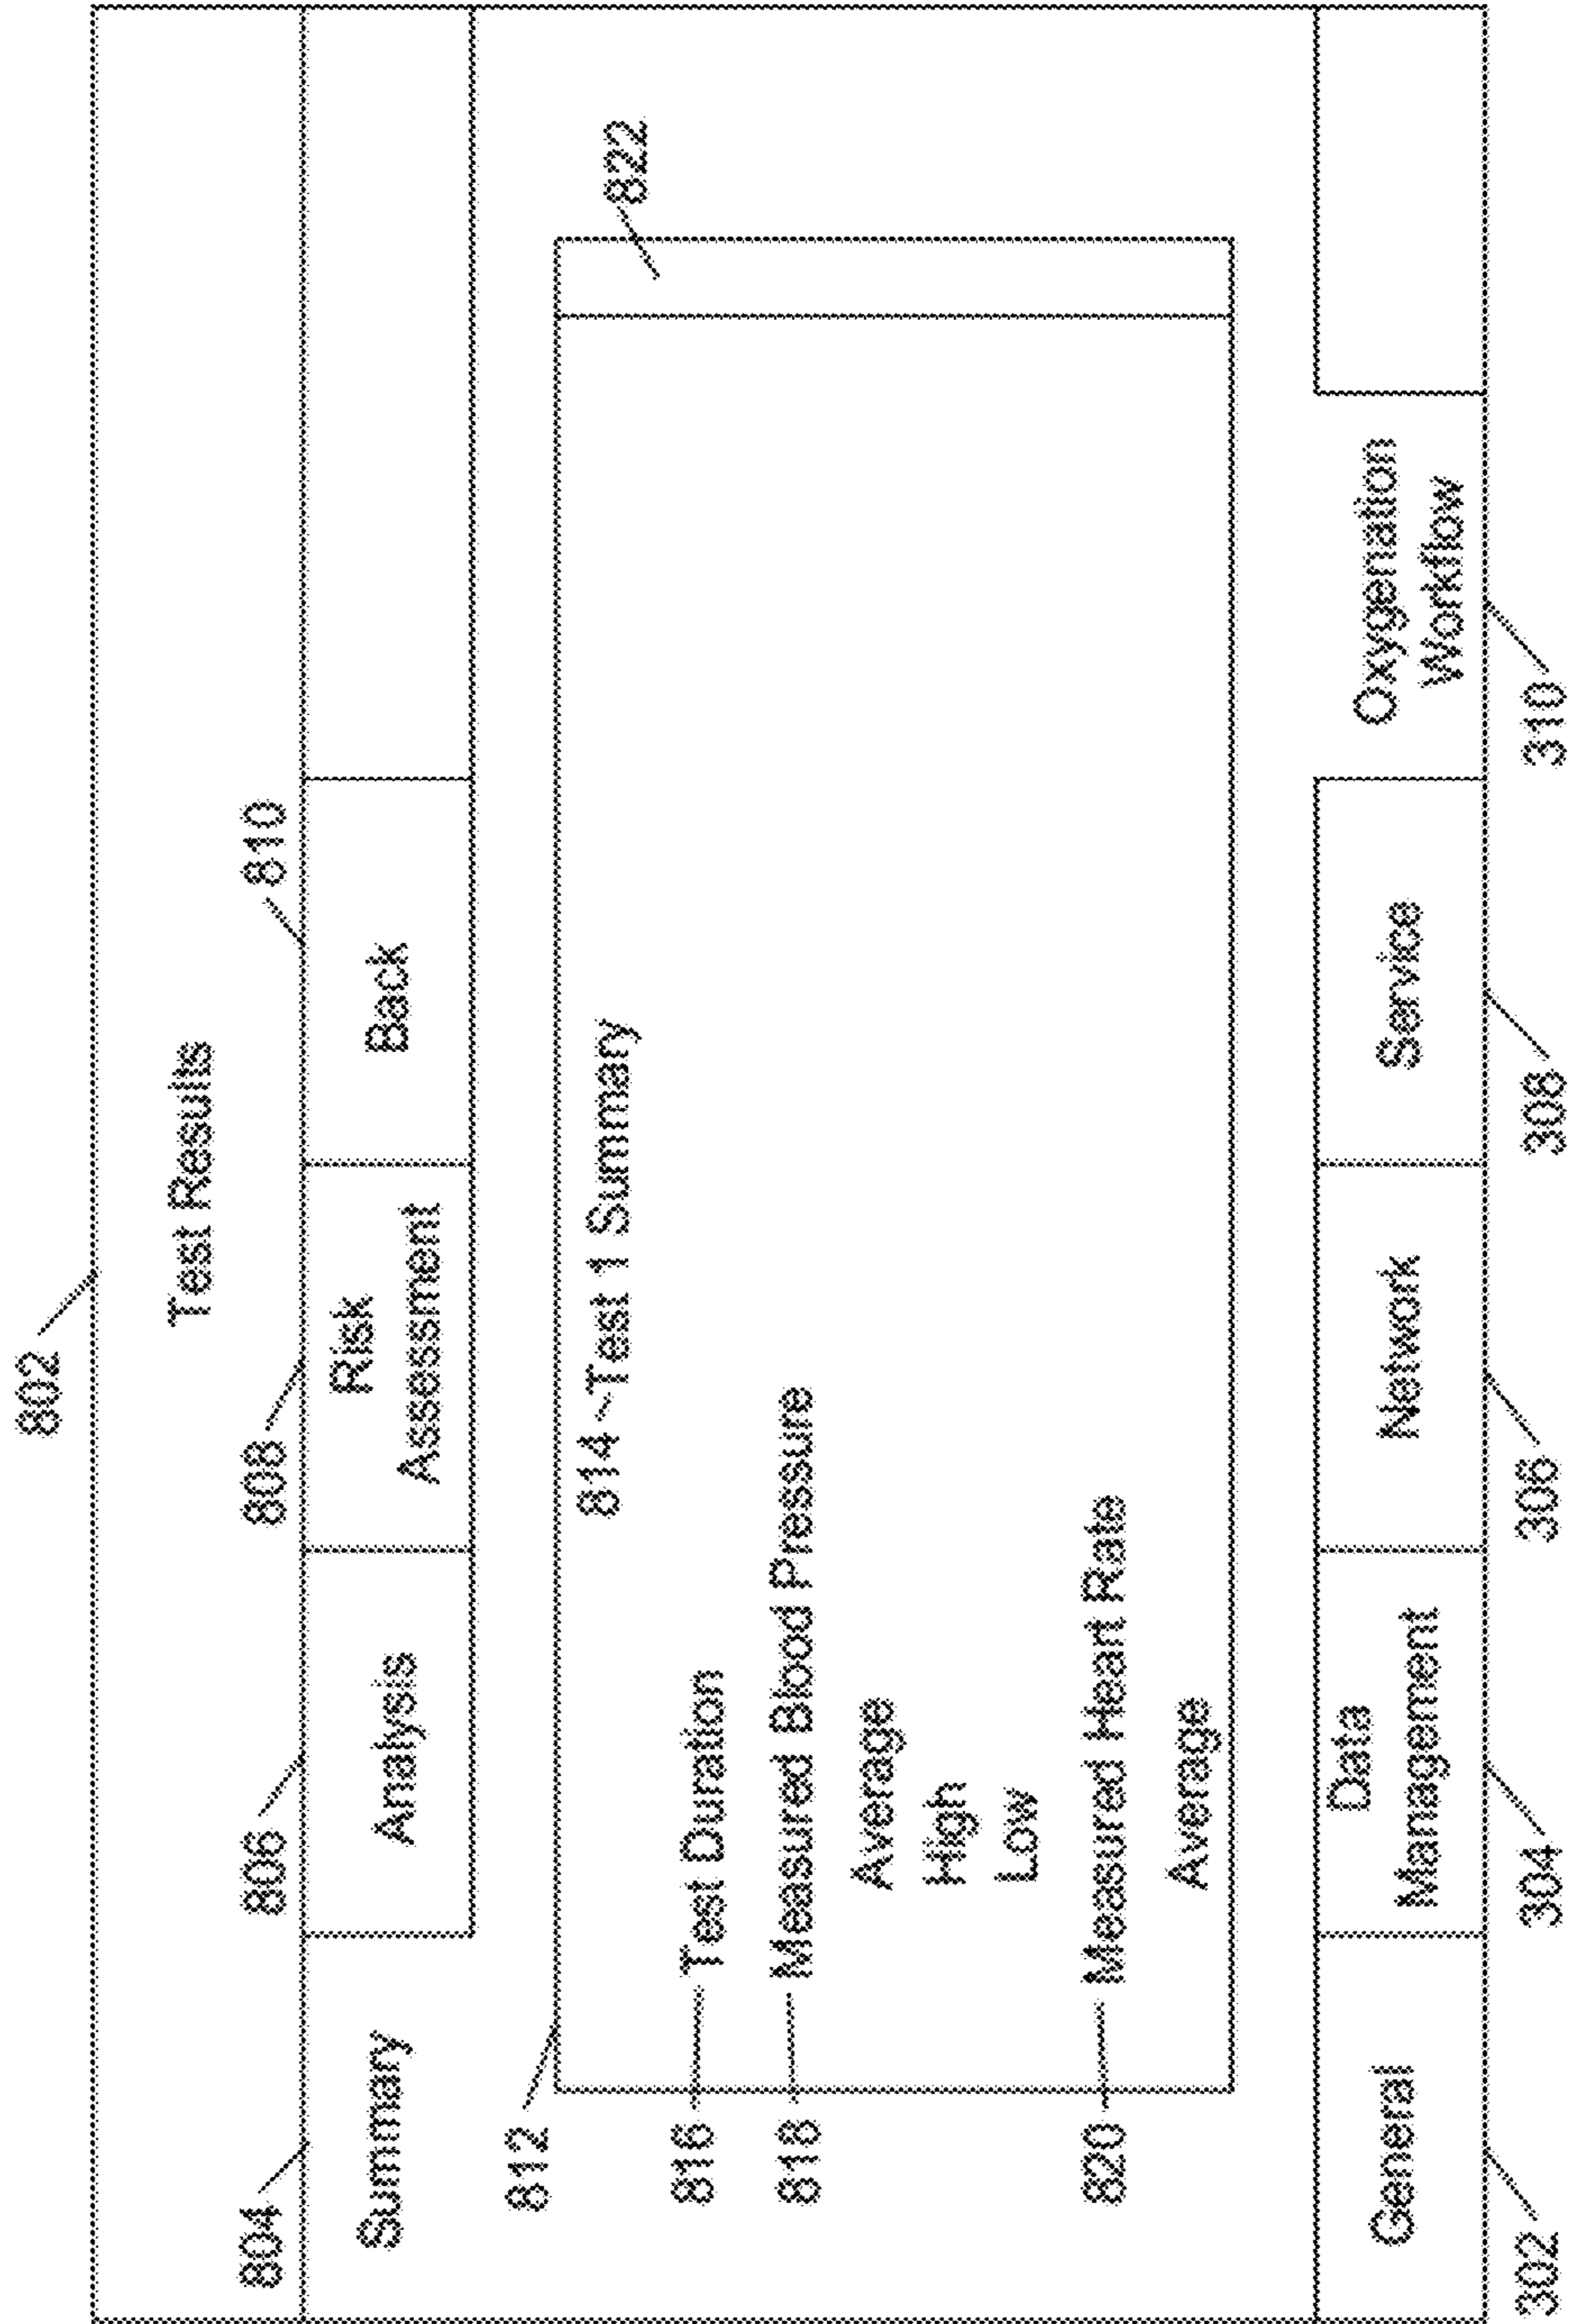 802
Test Results
804 806 808 810
Summary
Analysis
Risk
Assessment
Back
812
814 ~Test 1 Summary
822
816 Test Duration
818 Measured Blood Pressure
Average
High
Low
820 Measured Heart Rate
Average
General
Data
Management
Network
Service
Oxygenation
Workflow
302 304 306 308 310